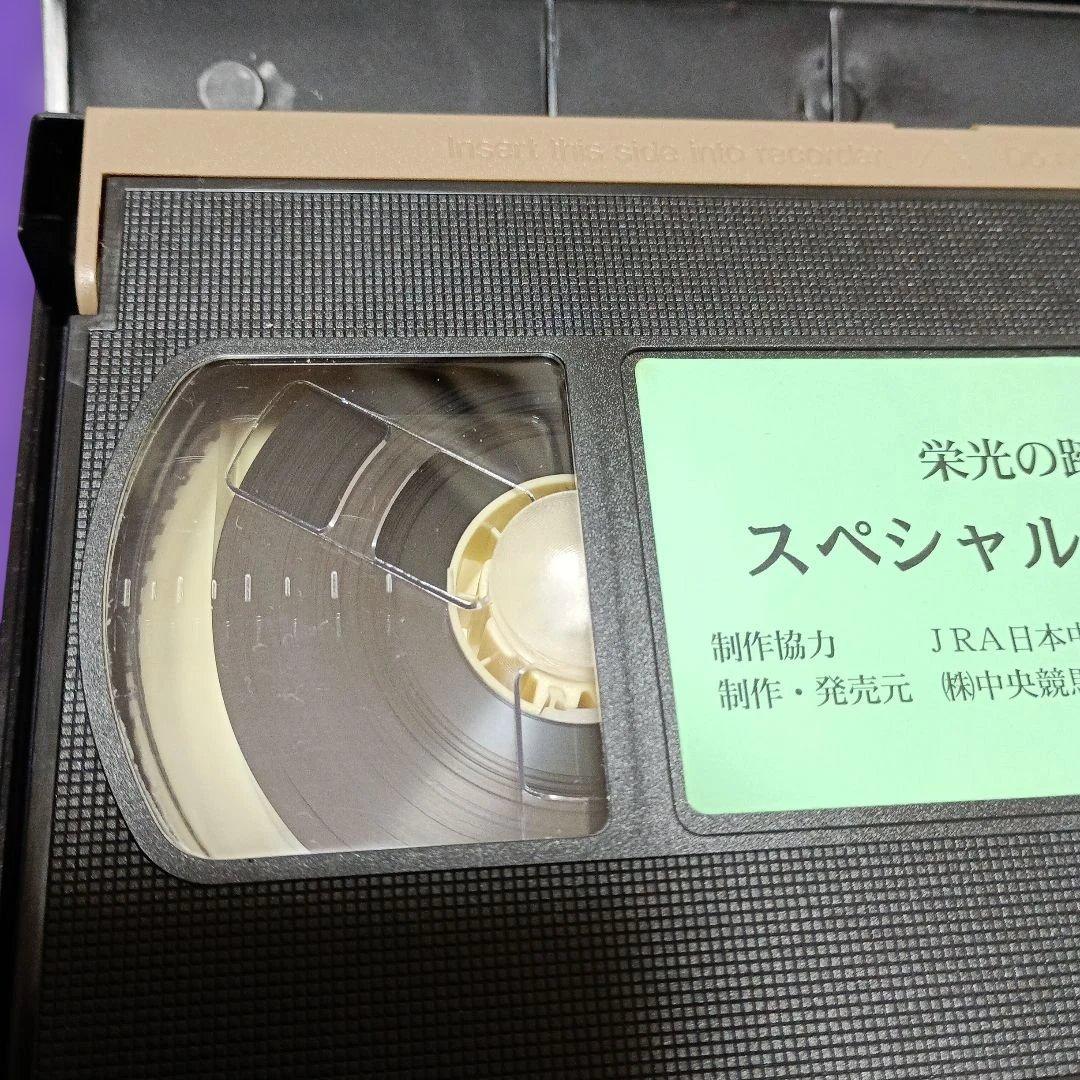 Insert this side into recorder Do
栄光の
スペシャル
制作協力 JRA日本中
制作・発売元 ㈱中央競